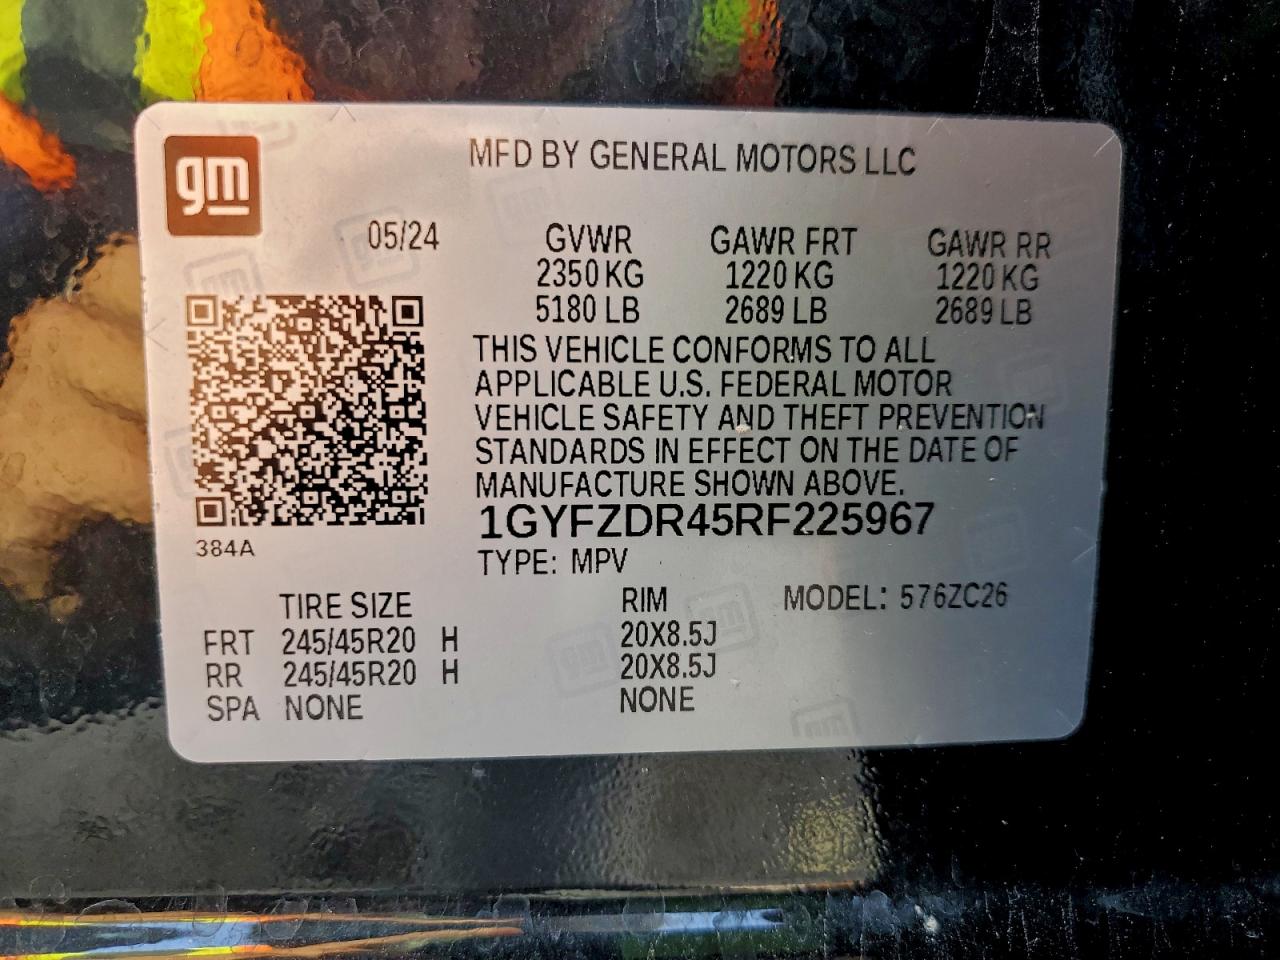 gm
MFD BY GENERAL MOTORS LLC
05/24 GVWR GAWR FRT GAWR RR
2350 KG 1220 KG 1220 KG
5180 LB 2689 LB 2689 LB
THIS VEHICLE CONFORMS TO ALL
APPLICABLE U.S. FEDERAL MOTOR
VEHICLE SAFETY AND THEFT PREVENTION
STANDARDS IN EFFECT ON THE DATE OF
MANUFACTURE SHOWN ABOVE.
1GYFZDR45RF225967
384A
TYPE: MPV
TIRE SIZE RIM MODEL: 576ZC26
FRT 245/45R20 H 20X8.5J
RR 245/45R20 H 20X8.5J
SPA NONE NONE